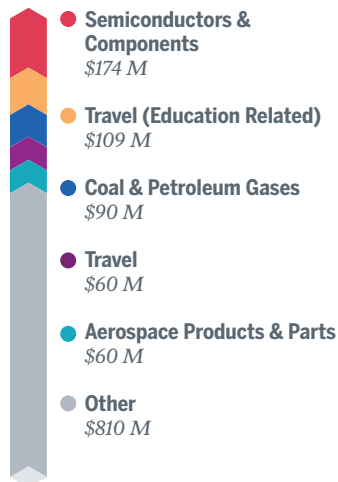 Semiconductors &
Components
$174 M
Travel (Education Related)
$109 M
Coal & Petroleum Gases
$90 M
Travel
$60 M
Aerospace Products & Parts
$60 M
Other
$810 M